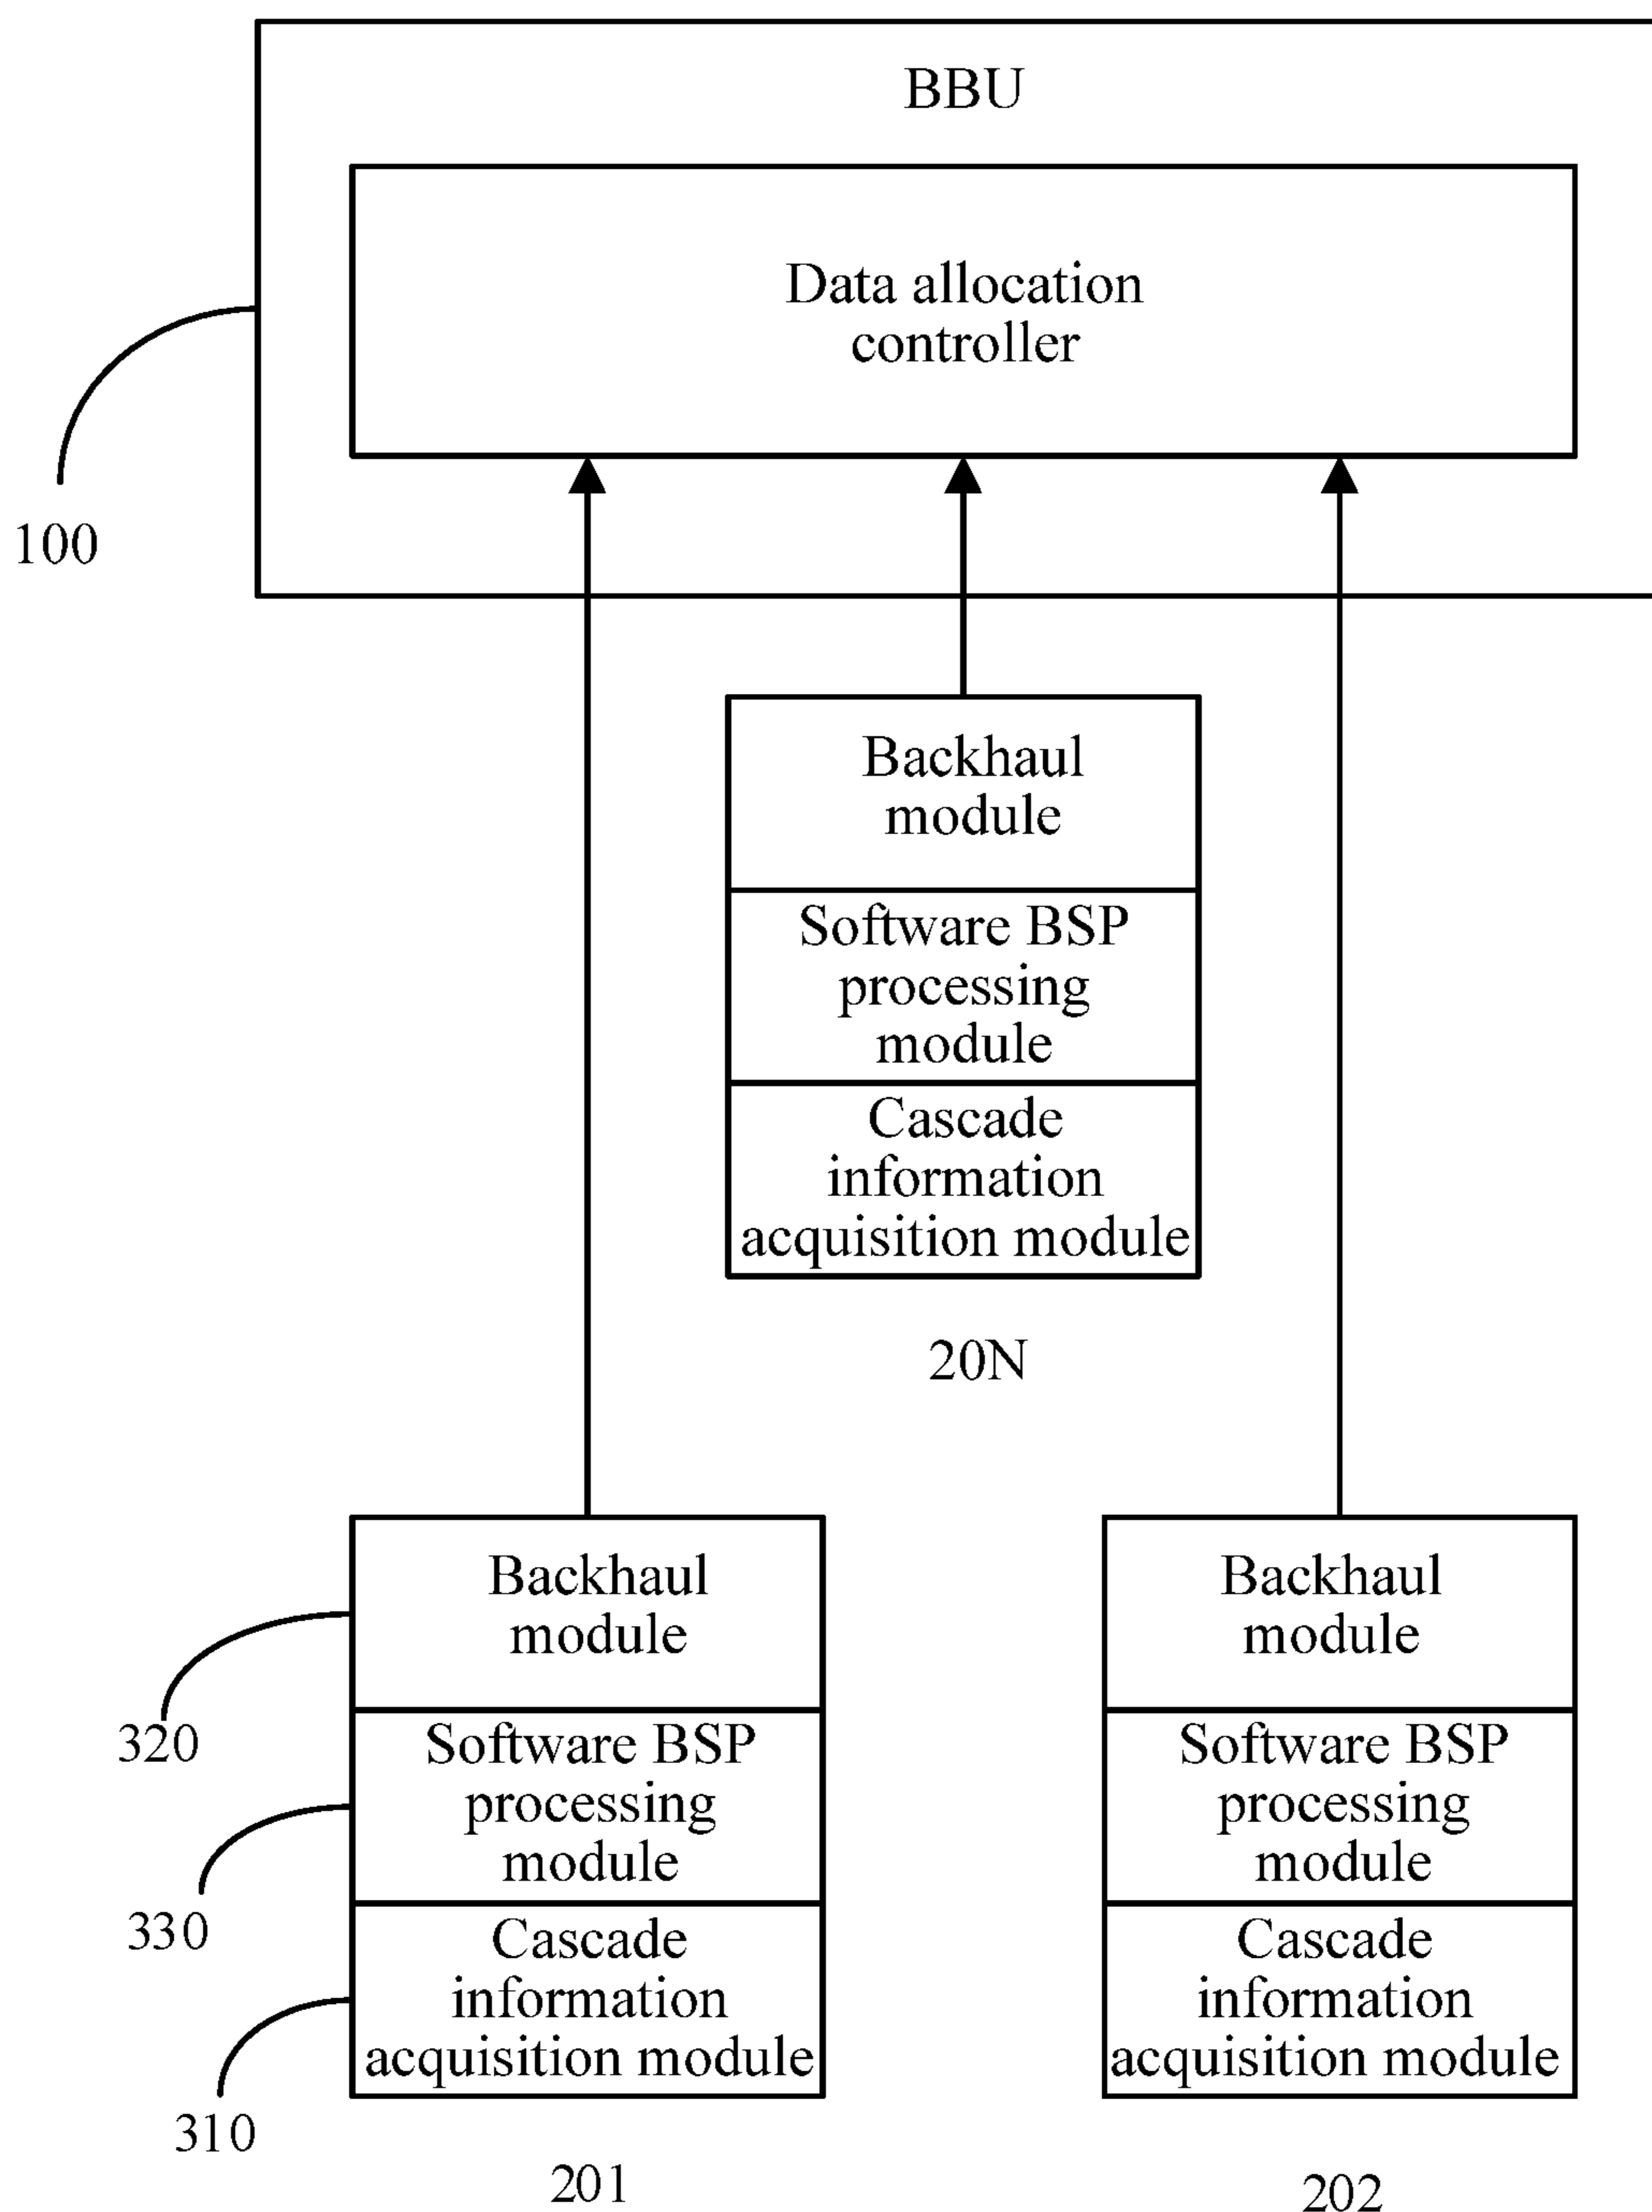 BBU
Data allocation
controller
100
Backhaul
module
Software BSP
processing
module
Cascade
information
acquisition module
20N
Backhaul
module
Software BSP
processing
module
Cascade
information
acquisition module
320
330
310
201
Backhaul
module
Software BSP
processing
module
Cascade
information
acquisition module
202